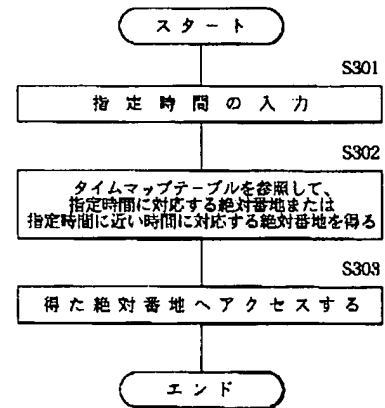 スタート
S301
指定時間の入力
S302
タイムマップテーブルを参照して、
指定時間に対応する絶対番地または
指定時間に近い時間に対応する絶対番地を得る
S303
得た絶対番地へアクセスする
エンド